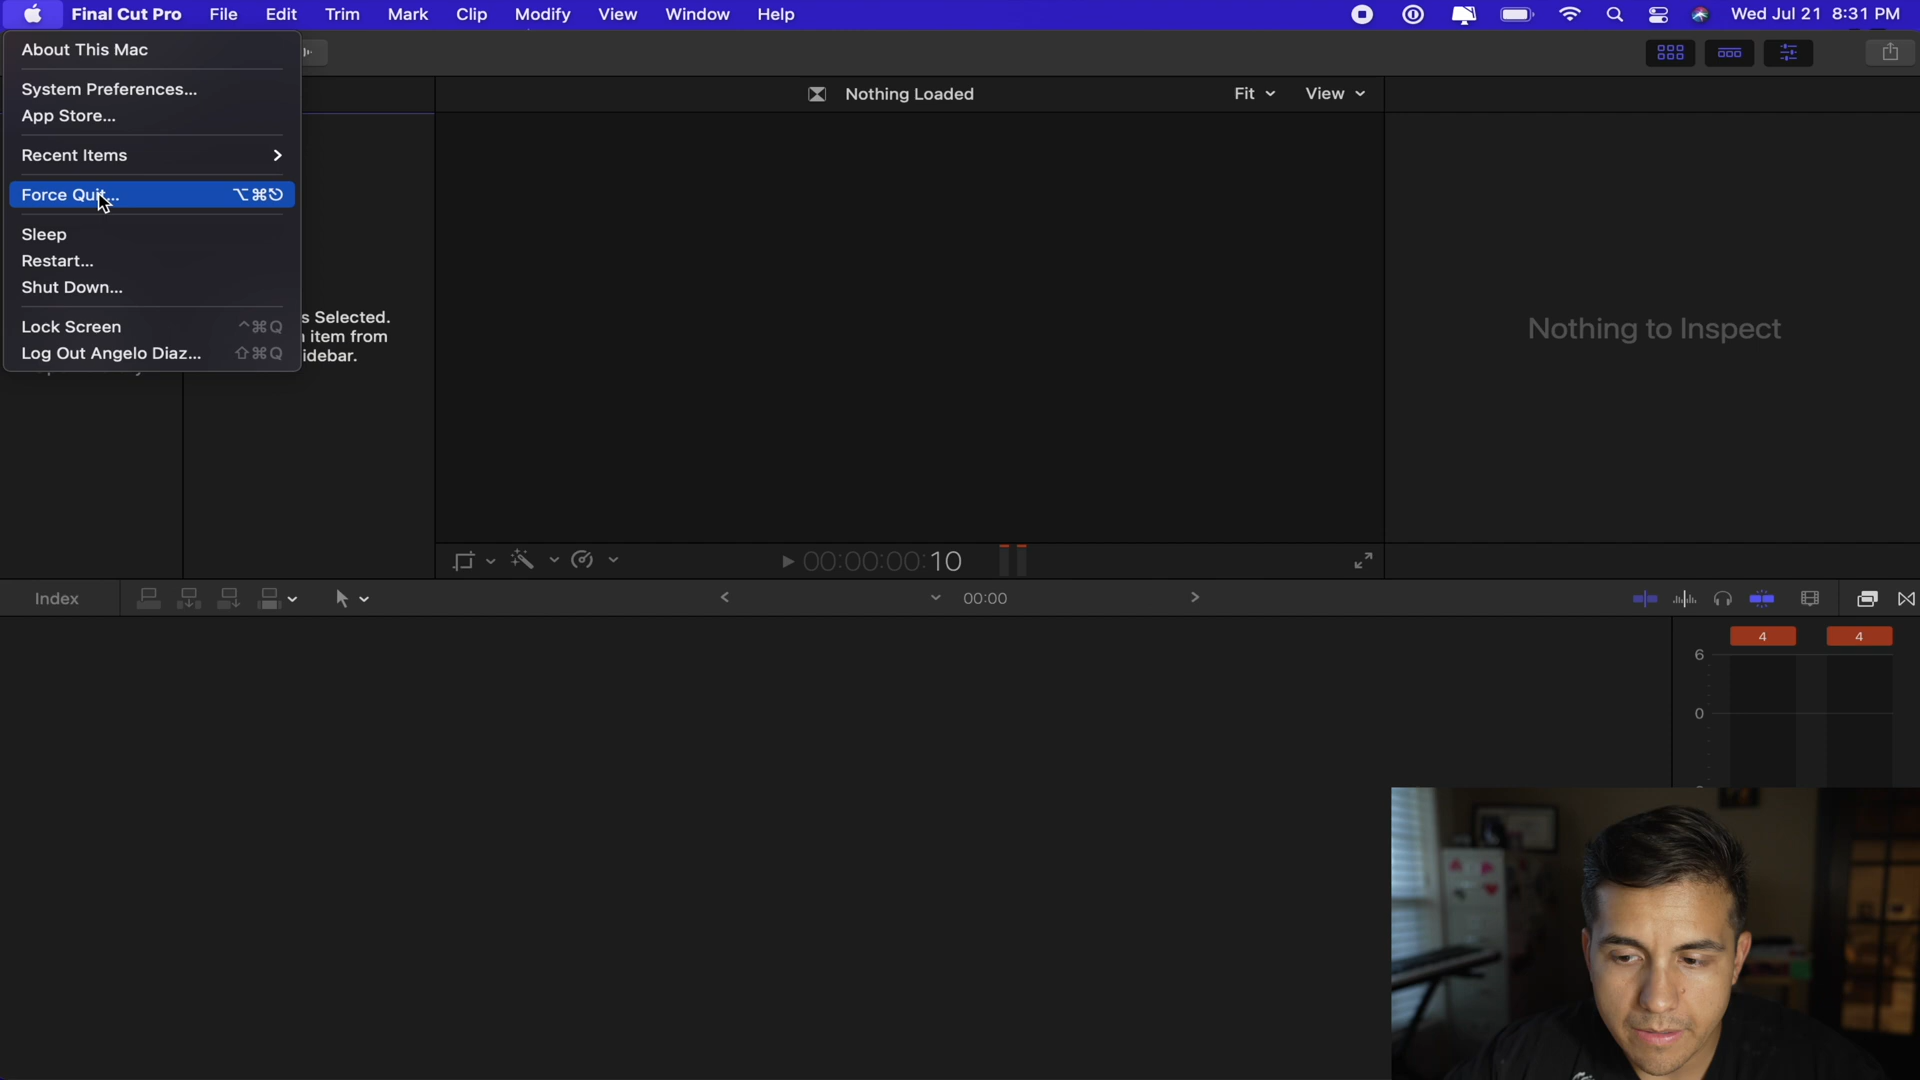 Final Cut Pro File Edit Trim Mark Clip Modify View Window Help Wed Jul 21 8:31 PM
About This Mac
System Preferences...
App Store...
Recent Items
Force Quit... ⌥⌘⎋
Sleep
Restart...
Shut Down...
Lock Screen ^⌘Q
Log Out Angelo Diaz... ⇧⌘Q
Nothing Loaded Fit View
s Selected.
item from
idebar.
Nothing to Inspect
00:00:00:10
Index 00:00
4 4
6
0